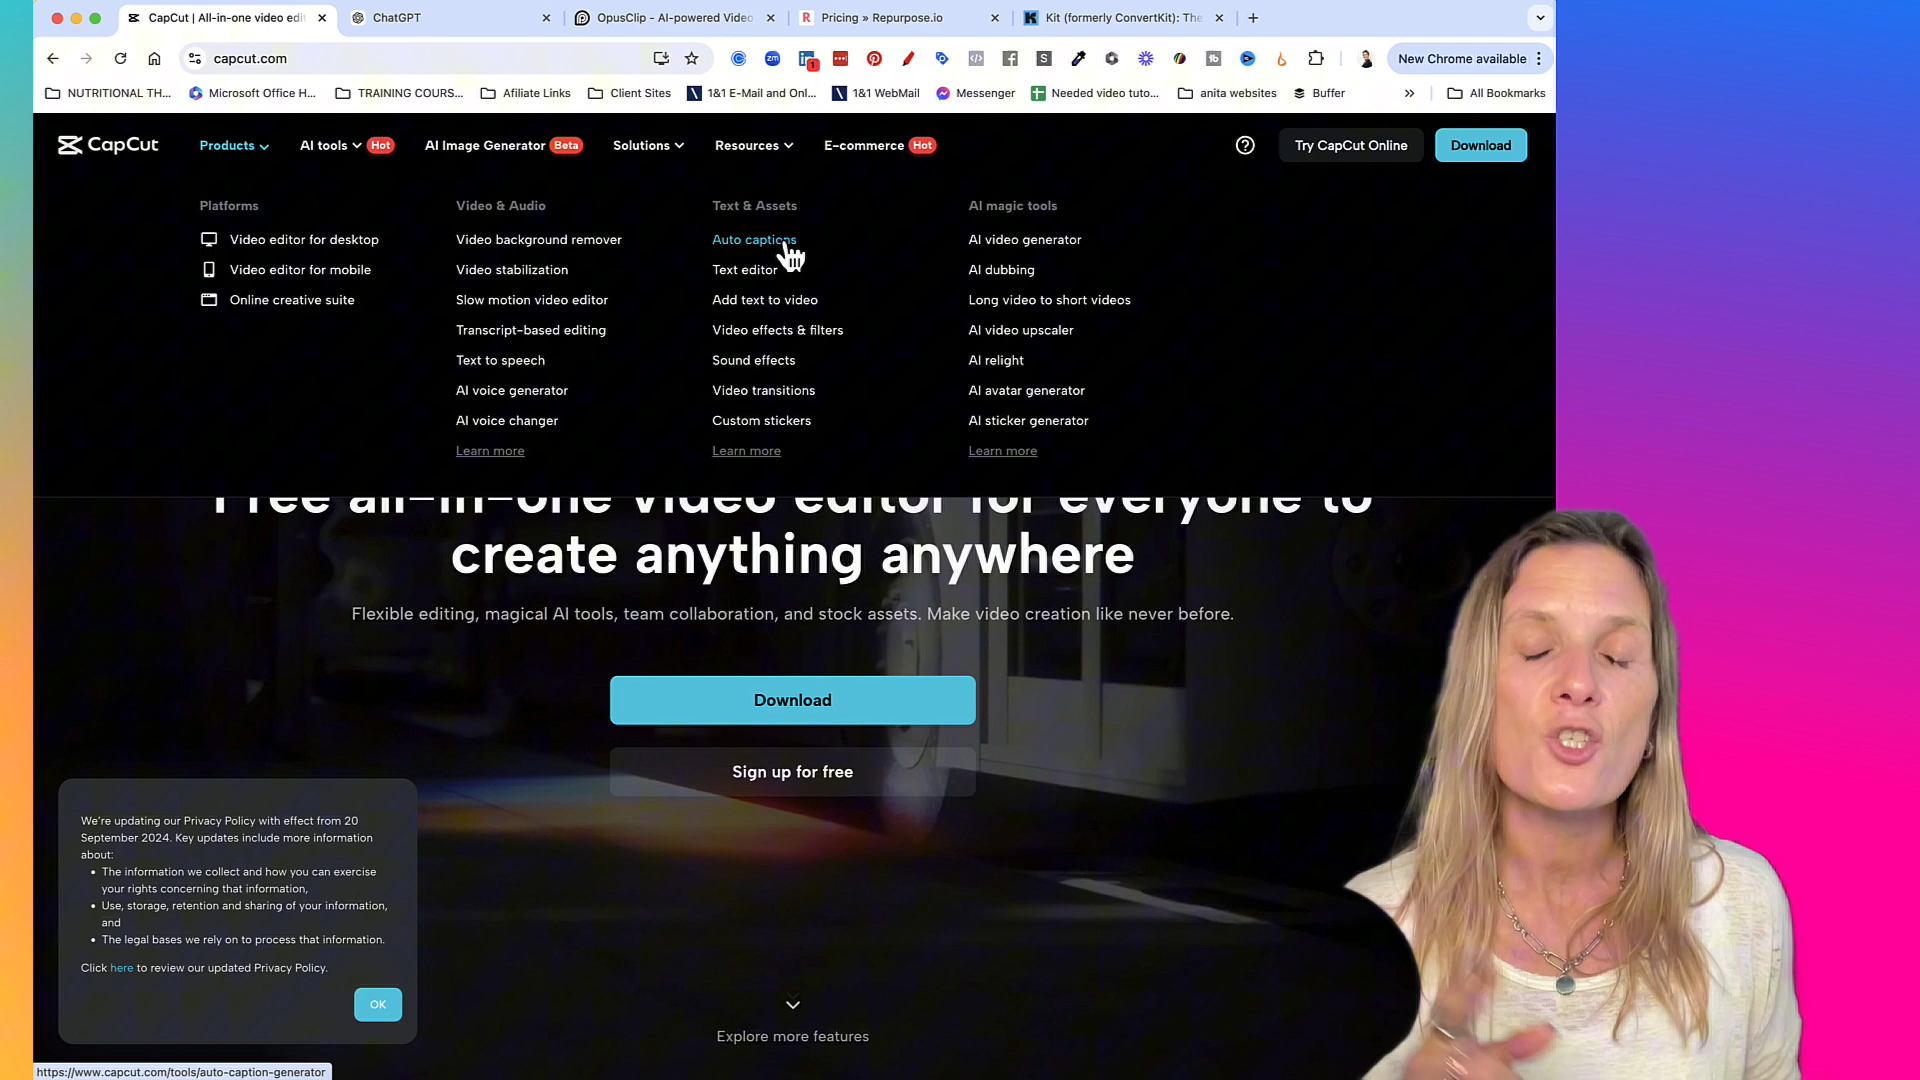 CapCut | All-in-one video edi
ChatGPT
OpusClip - AI-powered Video
Pricing » Repurpose.io
Kit (formerly ConvertKit): The
capcut.com
New Chrome available
NUTRITIONAL TH...
Microsoft Office H...
TRAINING COURS...
Afiliate Links
Client Sites
1&1 E-Mail and Onl...
1&1 WebMail
Messenger
Needed video tuto...
anita websites
Buffer
All Bookmarks
CapCut
Products
AI tools Hot
AI Image Generator Beta
Solutions
Resources
E-commerce Hot
Try CapCut Online
Download
Platforms
Video editor for desktop
Video editor for mobile
Online creative suite
Video & Audio
Video background remover
Video stabilization
Slow motion video editor
Transcript-based editing
Text to speech
AI voice generator
AI voice changer
Learn more
Text & Assets
Auto captions
Text editor
Add text to video
Video effects & filters
Sound effects
Video transitions
Custom stickers
Learn more
AI magic tools
AI video generator
AI dubbing
Long video to short videos
AI video upscaler
AI relight
AI avatar generator
AI sticker generator
Learn more
Free all-in-one video editor for everyone to
create anything anywhere
Flexible editing, magical AI tools, team collaboration, and stock assets. Make video creation like never before.
Download
Sign up for free
We're updating our Privacy Policy with effect from 20
September 2024. Key updates include more information
about:
• The information we collect and how you can exercise
your rights concerning that information,
• Use, storage, retention and sharing of your information,
and
• The legal bases we rely on to process that information.
Click here to review our updated Privacy Policy.
OK
Explore more features
https://www.capcut.com/tools/auto-caption-generator